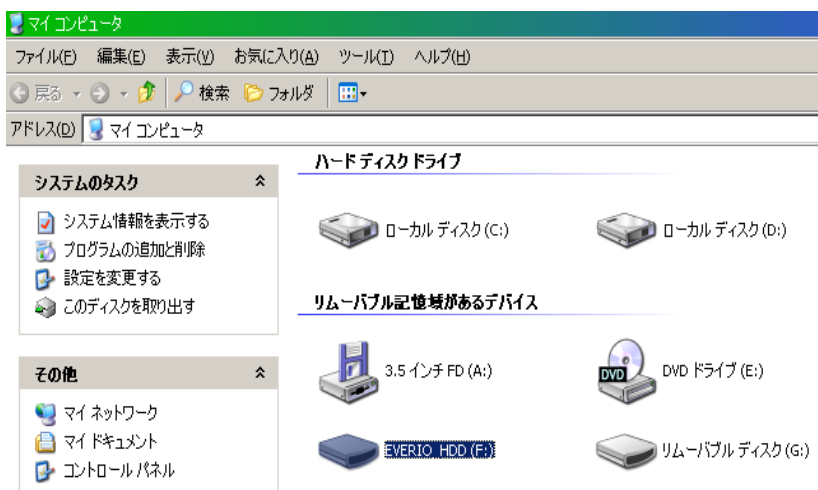 マイ コンピュータ
ファイル(F) 編集(E) 表示(V) お気に入り(A) ツール(T) ヘルプ(H)
戻る 検索 フォルダ
アドレス(D) マイ コンピュータ
システムのタスク
システム情報を表示する
プログラムの追加と削除
設定を変更する
このディスクを取り出す
その他
マイ ネットワーク
マイ ドキュメント
コントロール パネル
ハード ディスク ドライブ
ローカル ディスク (C:) ローカル ディスク (D:)
リムーバブル記憶域があるデバイス
3.5 インチ FD (A:) DVD DVD ドライブ (E:)
EVERIO_HDD (F:) リムーバブル ディスク (G:)